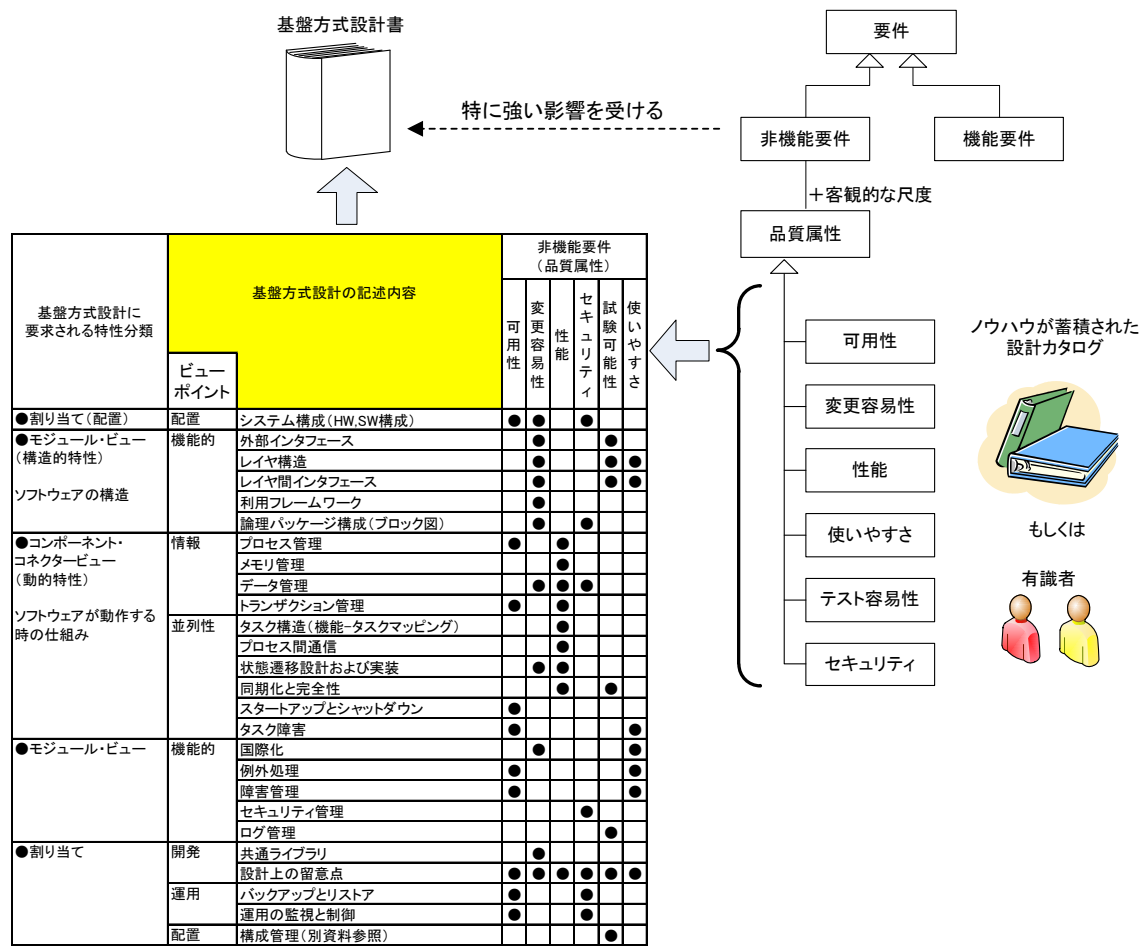 基盤方式設計書
要件
特に強い影響を受ける
非機能要件
機能要件
+客観的な尺度
品質属性
基盤方式設計に
要求される特性分類
ビュー
ポイント
基盤方式設計の記述内容
非機能要件
(品質属性)
可用性
変更容易性
性能
セキュリティ
試験可能性
使いやすさ
●割り当て(配置) 配置 システム構成(HW,SW構成) ● ● ●
●モジュール・ビュー 機能的 外部インタフェース ● ●
(構造的特性) レイヤ構造 ● ● ●
レイヤ間インタフェース ● ● ●
ソフトウェアの構造 利用フレームワーク ●
論理パッケージ構成(ブロック図) ● ●
●コンポーネント・ 情報 プロセス管理 ● ●
コネクタービュー メモリ管理 ●
(動的特性) データ管理 ● ● ●
トランザクション管理 ● ●
ソフトウェアが動作する 並列性 タスク構造(機能-タスクマッピング) ●
時の仕組み プロセス間通信 ●
状態遷移設計および実装 ● ●
同期化と完全性 ● ●
スタートアップとシャットダウン ●
タスク障害 ● ●
●モジュール・ビュー 機能的 国際化 ● ●
例外処理 ● ●
障害管理 ● ●
セキュリティ管理 ●
ログ管理 ●
●割り当て 開発 共通ライブラリ ●
設計上の留意点 ● ● ● ● ● ●
運用 バックアップとリストア ● ●
運用の監視と制御 ● ●
配置 構成管理(別資料参照) ●
可用性
変更容易性
性能
使いやすさ
テスト容易性
セキュリティ
ノウハウが蓄積された
設計カタログ
もしくは
有識者